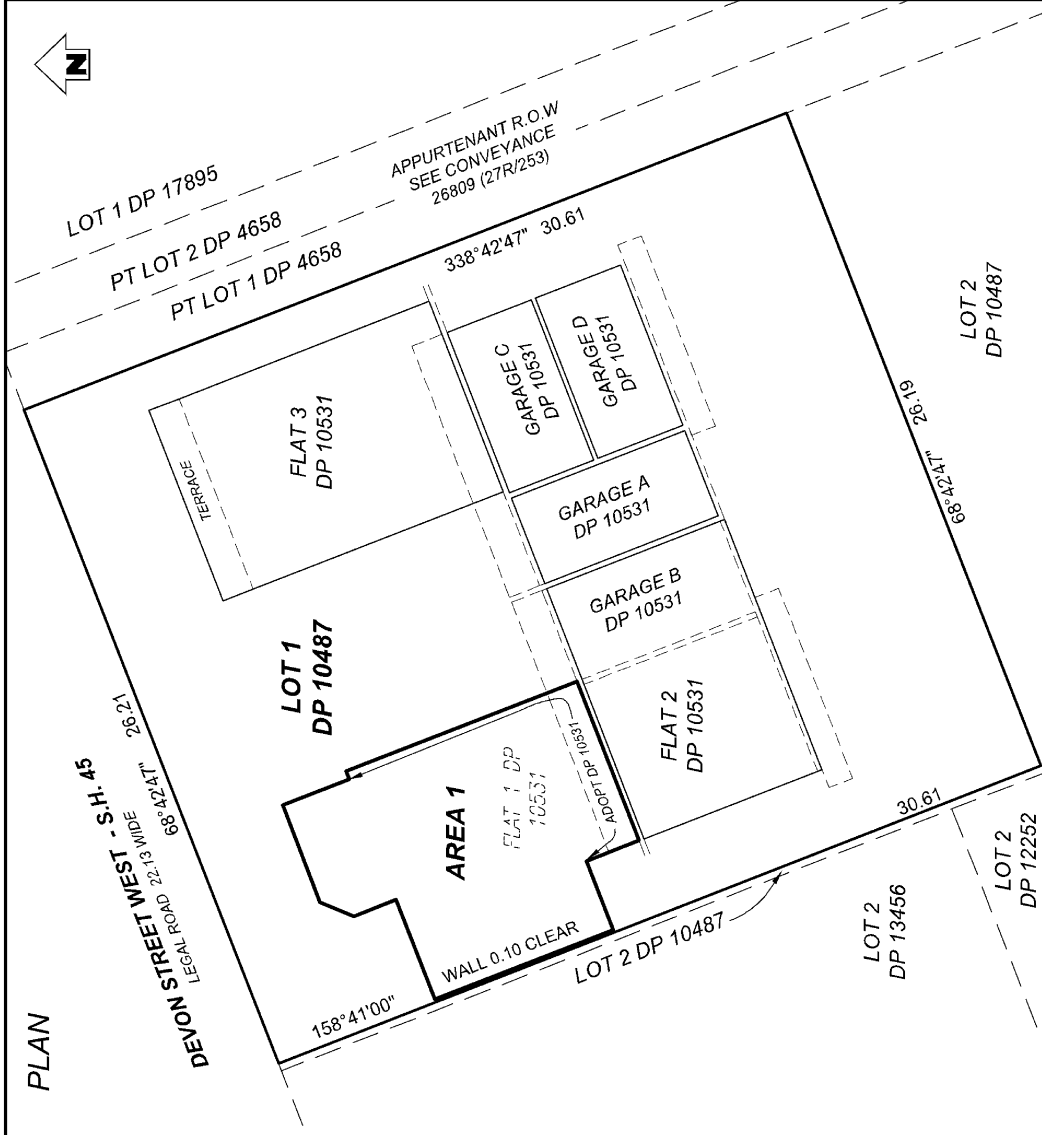 N
LOT 1 DP 17895
PT LOT 2 DP 4658
PT LOT 1 DP 4658
APPURTENANT R.O.W
SEE CONVEYANCE
26809 (27R/253)
338°42'47" 30.61
TERRACE
FLAT 3
DP 10531
GARAGE C
DP 10531
GARAGE D
DP 10531
GARAGE A
DP 10531
GARAGE B
DP 10531
LOT 2
DP 10487
68°42'47" 26.19
LOT 1
DP 10487
68°42'47" 26.21
DEVON STREET WEST - S.H. 45
LEGAL ROAD 22.13 WIDE
AREA 1
FLAT 1 DP
10531
ADOPT DP 10531
FLAT 2
DP 10531
WALL 0.10 CLEAR
158°41'00"
30.61
LOT 2 DP 10487
LOT 2
DP 13456
LOT 2
DP 12252
PLAN